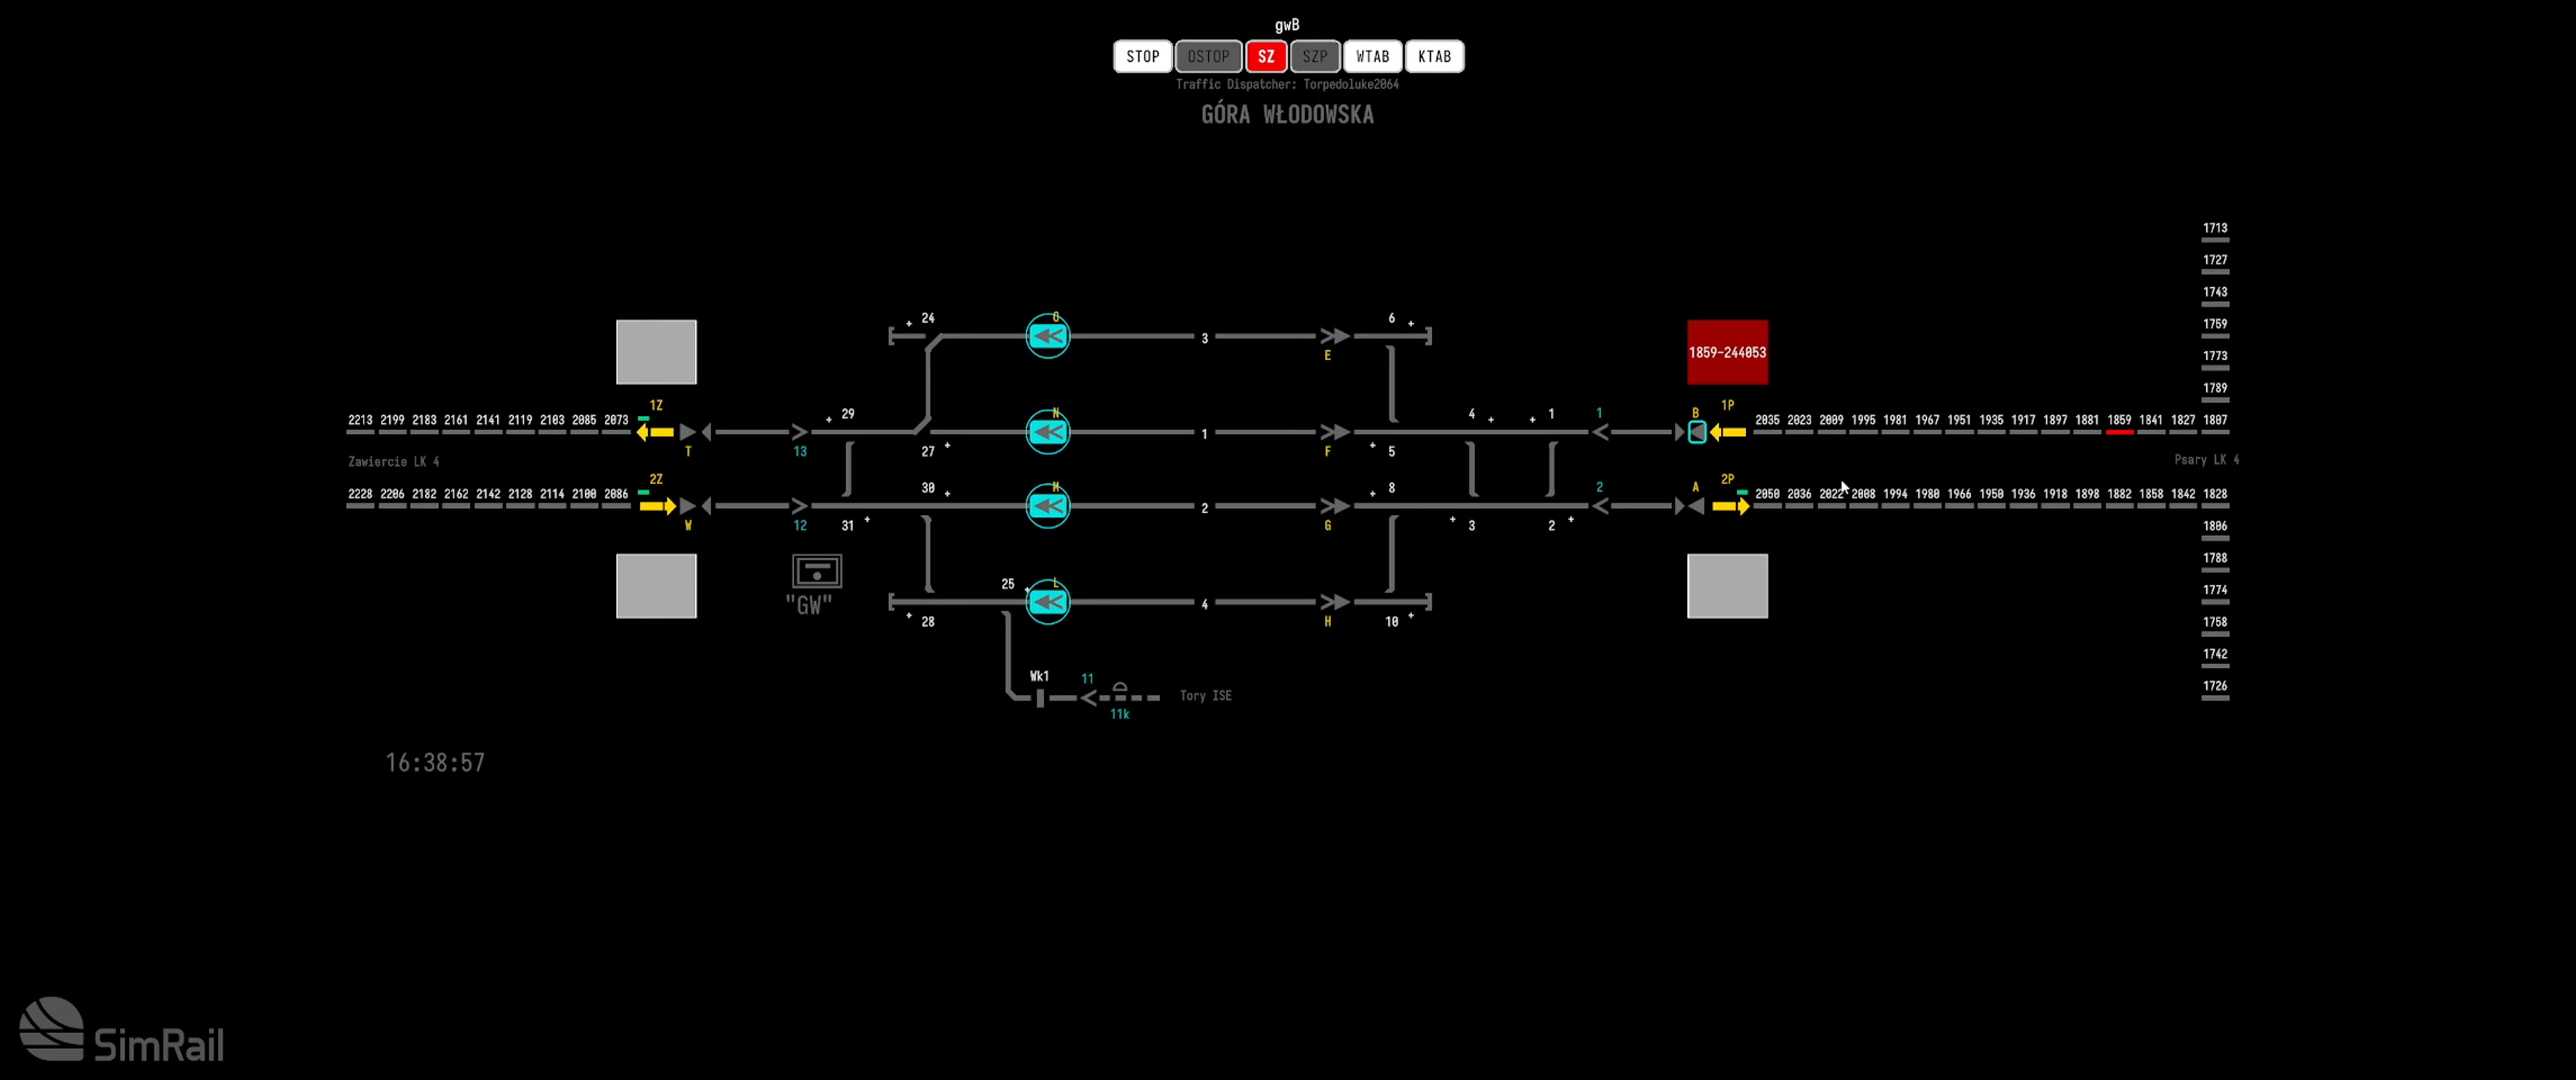 gwB
STOP OSTOP SZ SZP WTAB KTAB
Traffic Dispatcher: Torpedoluke2064
GÓRA WŁODOWSKA
1713
1727
1743
1759
1773
1789
24 O 3 E 6
1859-244053
2213 2199 2183 2161 2141 2119 2103 2085 2073 1Z T 13 29 27 N 1 F 5 4 1 1 B 1P 2035 2023 2009 1995 1981 1967 1951 1935 1917 1897 1881 1859 1841 1827 1807
Zawiercie LK 4
Psary LK 4
2228 2206 2182 2162 2142 2128 2114 2100 2086 2Z W 12 31 30 M 2 G 8 3 2 2 A 2P 2050 2036 2022 2008 1994 1980 1966 1950 1936 1918 1898 1882 1858 1842 1828
1806
1788
1774
1758
1742
1726
"GW"
28 25 L 4 H 10
Wk1 11 11k Tory ISE
16:38:57
SimRail